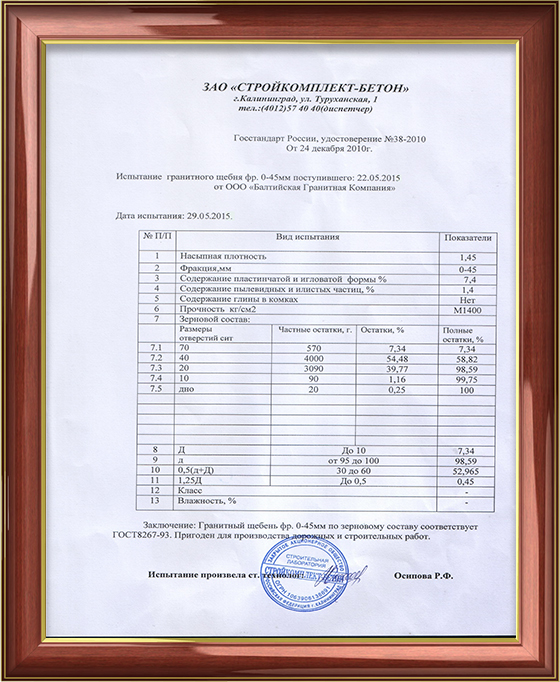 ЗАО «СТРОЙКОМПЛЕКТ-БЕТОН»
г.Калининград, ул. Туруханская, 1
тел.:(4012)57 40 40(диспетчер)
Госстандарт России, удостоверение №38-2010
От 24 декабря 2010г.
Испытание гранитного щебня фр. 0-45мм поступившего: 22.05.2015
от ООО «Балтийская Гранитная Компания»
Дата испытания: 29.05.2015.
№ П/П Вид испытания Показатели
1 Насыпная плотность 1,45
2 Фракция,мм 0-45
3 Содержание пластинчатой и игловатой формы % 7,4
4 Содержание пылевидных и илистых частиц, % 1,4
5 Содержание глины в комках Нет
6 Прочность кг/см2 М1400
7 Зерновой состав:
Размеры Частные остатки, г. Остатки, % Полные
отверстий сит остатки, %
7.1 70 570 7,34 7,34
7.2 40 4000 54,48 58,82
7.3 20 3090 39,77 98,59
7.4 10 90 1,16 99,75
7.5 дно 20 0,25 100
8 Д До 10 7,34
9 д от 95 до 100 98,59
10 0,5(д+Д) 30 до 60 52,965
11 1,25Д До 0,5 0,45
12 Класс -
13 Влажность, % -
Заключение: Гранитный щебень фр. 0-45мм по зерновому составу соответствует
ГОСТ8267-93. Пригоден для производства дорожных и строительных работ.
ЗАКРЫТОЕ АКЦИОНЕРНОЕ ОБЩЕСТВО
СТРОИТЕЛЬНАЯ
ЛАБОРАТОРИЯ
СТРОЙКОМПЛЕКТ-БЕТОН
РОССИЙСКАЯ ФЕДЕРАЦИЯ г. КАЛИНИНГРАД
Испытание произвела ст. технолог Осипова Р.Ф.